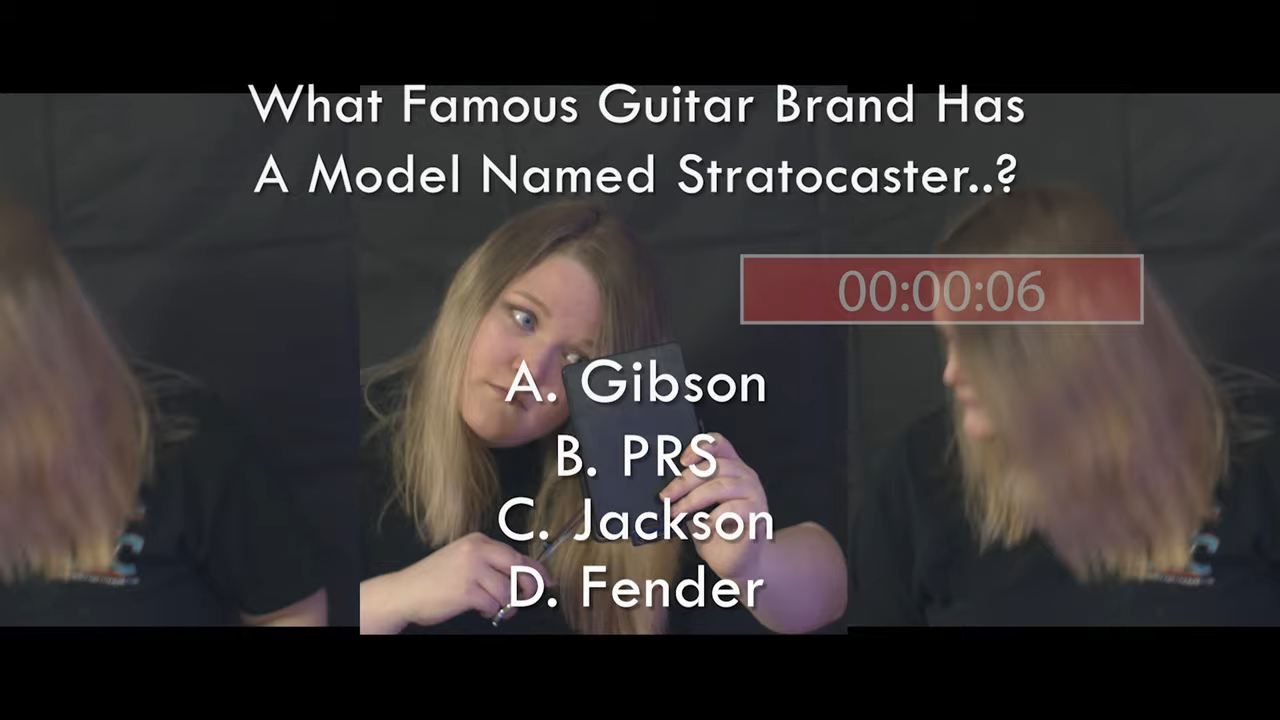 What Famous Guitar Brand Has
A Model Named Stratocaster..?
00:00:06
A. Gibson
B. PRS
C. Jackson
D. Fender